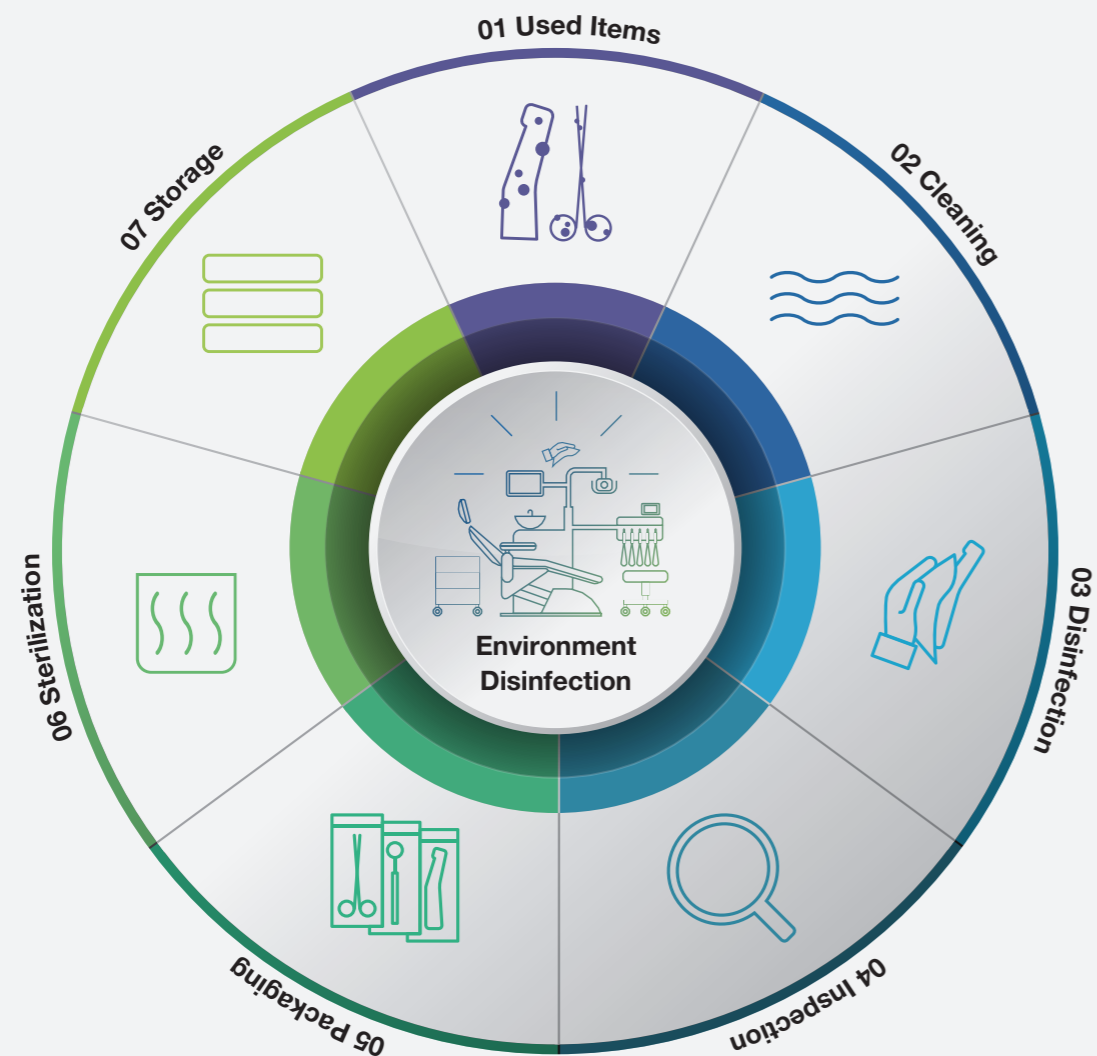 01 Used Items
02 Cleaning
03 Disinfection
04 Inspection
05 Packaging
06 Sterilization
07 Storage
Environment
Disinfection